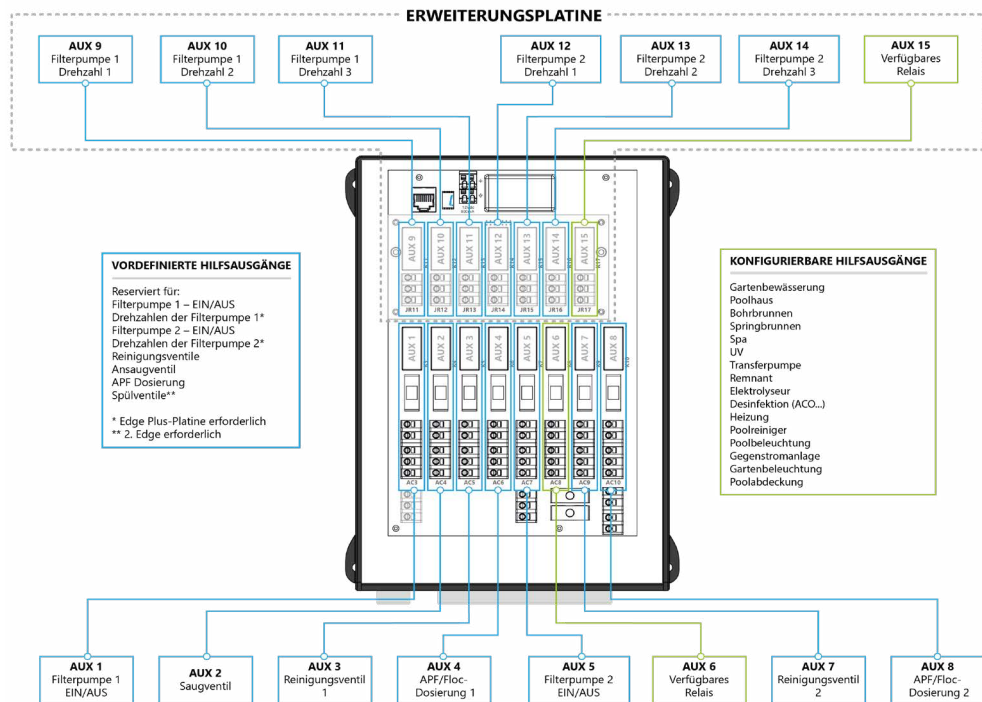 ERWEITERUNGSPLATINE
AUX 9
Filterpumpe 1
Drehzahl 1
AUX 10
Filterpumpe 1
Drehzahl 2
AUX 11
Filterpumpe 1
Drehzahl 3
AUX 12
Filterpumpe 2
Drehzahl 1
AUX 13
Filterpumpe 2
Drehzahl 2
AUX 14
Filterpumpe 2
Drehzahl 3
AUX 15
Verfügbares
Relais
AUX 9
AUX 10
AUX 11
AUX 12
AUX 13
AUX 14
AUX 15
JR11
JR12
JR13
JR14
JR15
JR16
JR17
VORDEFINIERTE HILFSAUSGÄNGE
Reserviert für:
Filterpumpe 1 – EIN/AUS
Drehzahlen der Filterpumpe 1*
Filterpumpe 2 – EIN/AUS
Drehzahlen der Filterpumpe 2*
Reinigungsventile
Ansaugventil
APF Dosierung
Spülventile**
* Edge Plus-Platine erforderlich
** 2. Edge erforderlich
KONFIGURIERBARE HILFSAUSGÄNGE
Gartenbewässerung
Poolhaus
Bohrbrunnen
Springbrunnen
Spa
UV
Transferpumpe
Remnant
Elektrolyseur
Desinfektion (ACO...)
Heizung
Poolreiniger
Poolbeleuchtung
Gegenstromanlage
Gartenbeleuchtung
Poolabdeckung
AUX 1
AUX 2
AUX 3
AUX 4
AUX 5
AUX 6
AUX 7
AUX 8
AC3
AC4
AC5
AC6
AC7
AC8
AC9
AC10
AUX 1
Filterpumpe 1
EIN/AUS
AUX 2
Saugventil
AUX 3
Reinigungsventil
1
AUX 4
APF/Floc-
Dosierung 1
AUX 5
Filterpumpe 2
EIN/AUS
AUX 6
Verfügbares
Relais
AUX 7
Reinigungsventil
2
AUX 8
APF/Floc-
Dosierung 2